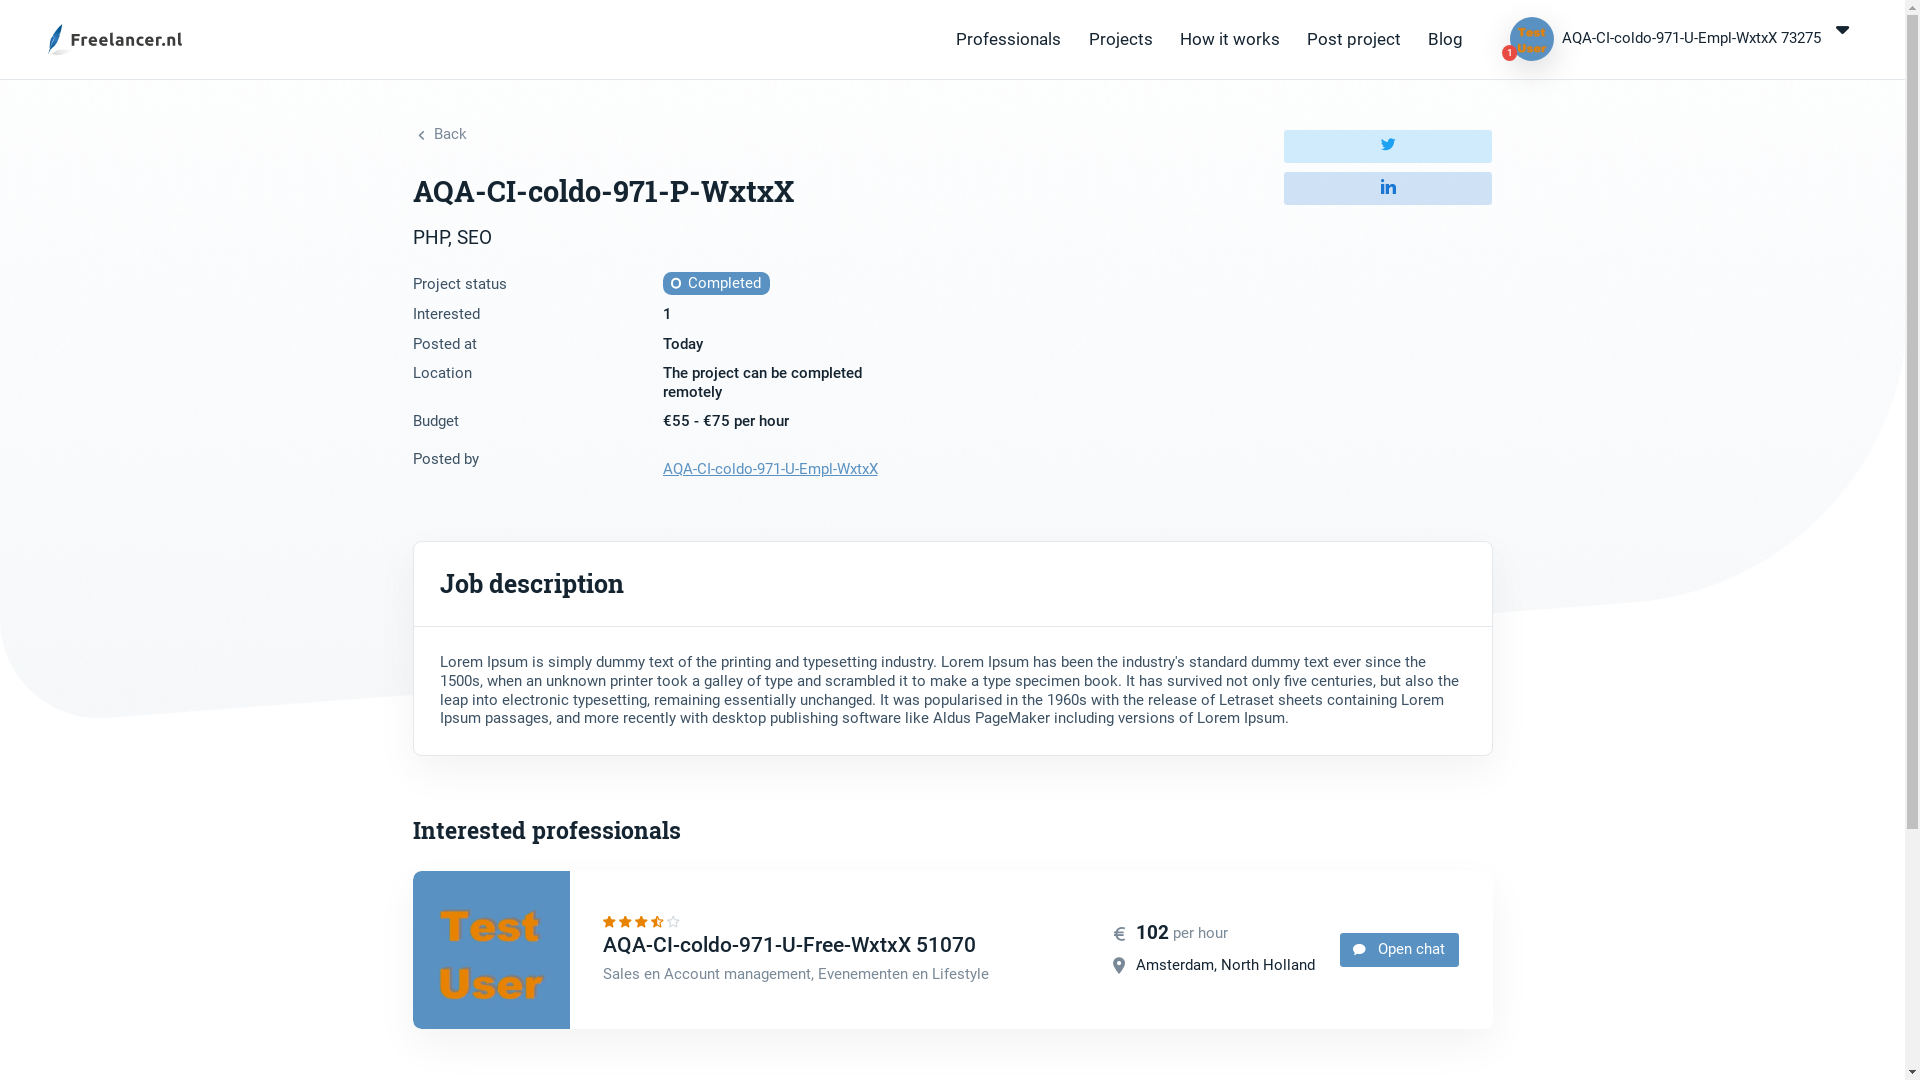 Freelancer.nl
Professionals
Projects
How it works
Post project
Blog
Test
User
1
AQA-CI-coldo-971-U-Empl-WxtxX 73275
Back
AQA-CI-coldo-971-P-WxtxX
PHP, SEO
Project status
Completed
Interested
1
Posted at
Today
Location
The project can be completed
remotely
Budget
€55 - €75 per hour
Posted by
AQA-CI-coldo-971-U-Empl-WxtxX
Job description
Lorem Ipsum is simply dummy text of the printing and typesetting industry. Lorem Ipsum has been the industry's standard dummy text ever since the
1500s, when an unknown printer took a galley of type and scrambled it to make a type specimen book. It has survived not only five centuries, but also the
leap into electronic typesetting, remaining essentially unchanged. It was popularised in the 1960s with the release of Letraset sheets containing Lorem
Ipsum passages, and more recently with desktop publishing software like Aldus PageMaker including versions of Lorem Ipsum.
Interested professionals
Test
User
AQA-CI-coldo-971-U-Free-WxtxX 51070
Sales en Account management, Evenementen en Lifestyle
€ 102 per hour
Amsterdam, North Holland
Open chat